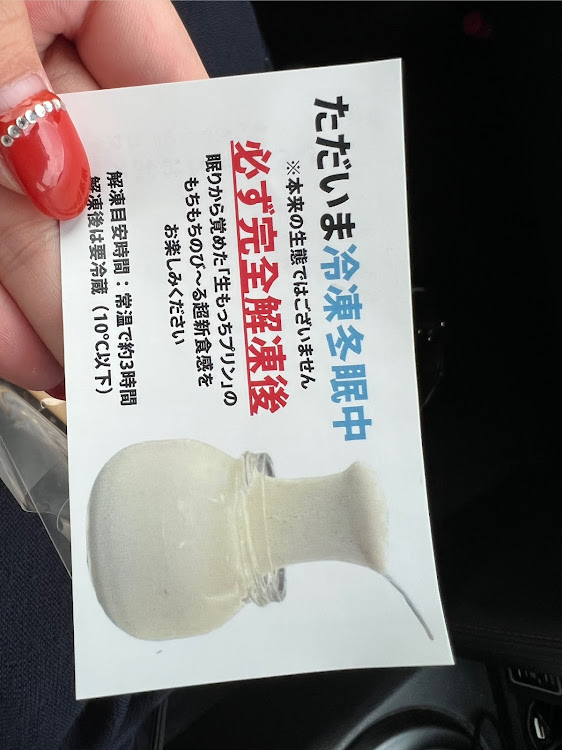 ただいま冷凍冬眠中
※本来の生態ではございません
必ず完全解凍後
眠りから覚めた「生もっちプリン」の
もちもちのび〜る超新食感を
お楽しみください
解凍目安時間：常温で約3時間
解凍後は要冷蔵（10℃以下）